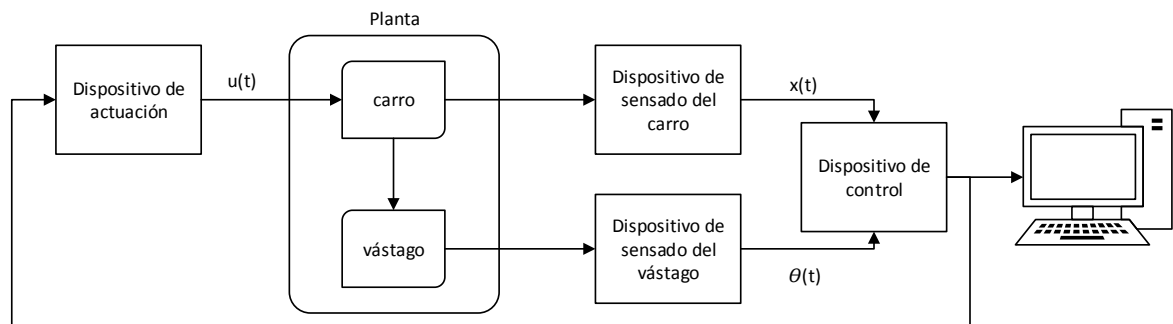 Planta
Dispositivo de
actuación
u(t)
carro
vástago
Dispositivo de
sensado del
carro
x(t)
Dispositivo de
sensado del
vástago
θ(t)
Dispositivo de
control